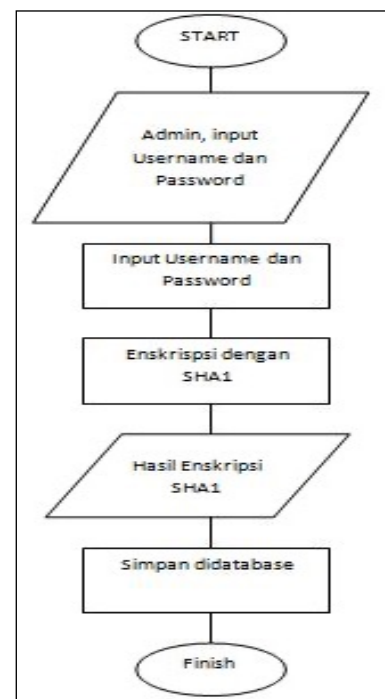 START
Admin, input
Username dan
Password
Input Username dan
Password
Enskrispsi dengan
SHA1
Hasil Enskripsi
SHA1
Simpan didatabase
Finish